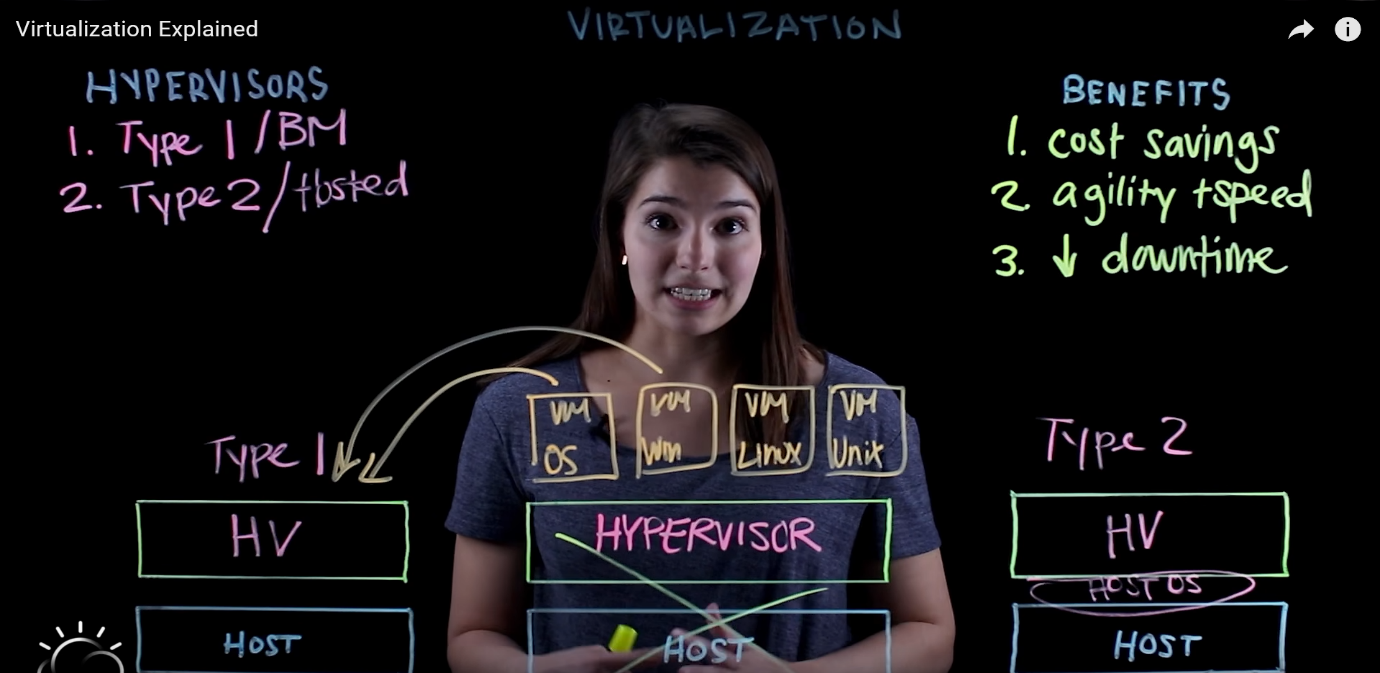 Virtualization Explained
VIRTUALIZATION
HYPERVISORS
1. Type 1/BM
2. Type 2/Hosted
BENEFITS
1. cost savings
2. agility +speed
3. ↓ downtime
Type 1
HV
HOST
VM
OS
VM
Win
VM
Linux
VM
Unix
HYPERVISOR
HOST
Type 2
HV
HOST OS
HOST